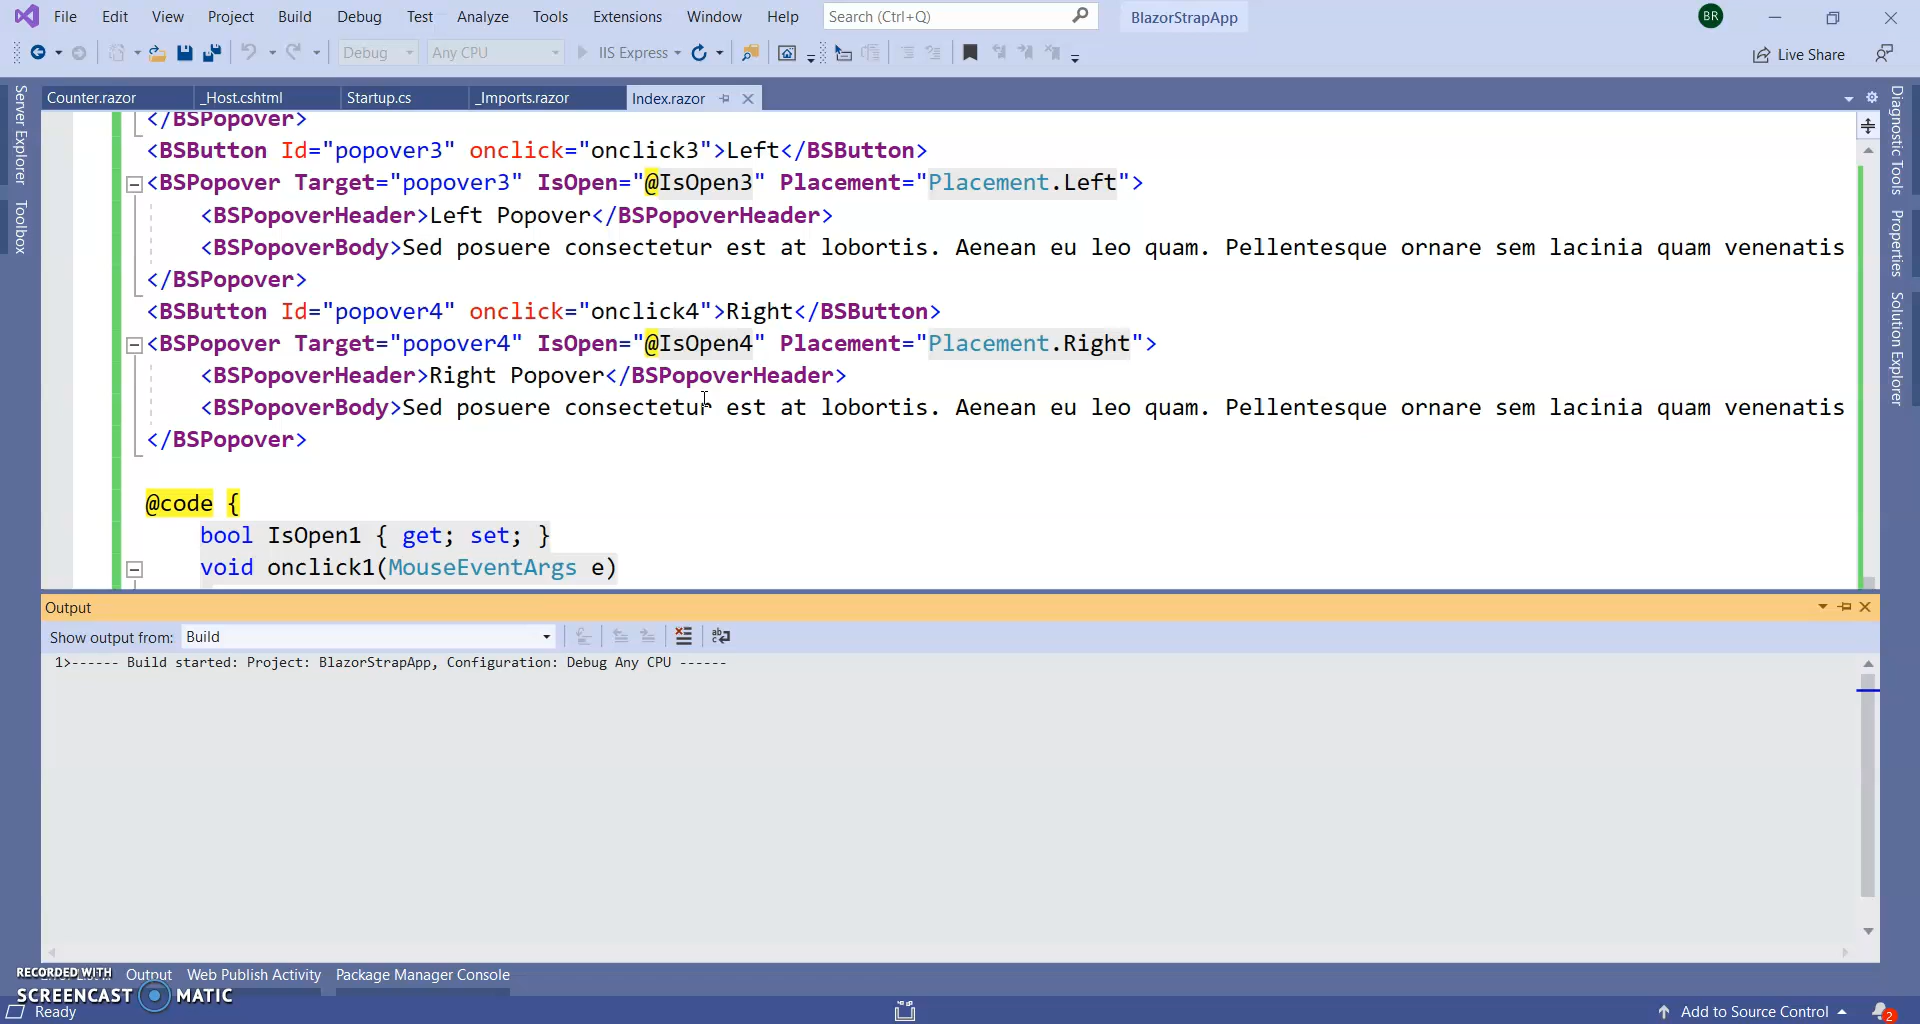 File Edit View Project Build Debug Test Analyze Tools Extensions Window Help Search (Ctrl+Q) BlazorStrapApp BR
Debug Any CPU IIS Express Live Share
Counter.razor _Host.cshtml Startup.cs _Imports.razor Index.razor
Server Explorer
Toolbox
Diagnostic Tools
Properties
Solution Explorer
</BSPopover>
<BSButton Id="popover3" onclick="onclick3">Left</BSButton>
<BSPopover Target="popover3" IsOpen="@IsOpen3" Placement="Placement.Left">
<BSPopoverHeader>Left Popover</BSPopoverHeader>
<BSPopoverBody>Sed posuere consectetur est at lobortis. Aenean eu leo quam. Pellentesque ornare sem lacinia quam venenatis
</BSPopover>
<BSButton Id="popover4" onclick="onclick4">Right</BSButton>
<BSPopover Target="popover4" IsOpen="@IsOpen4" Placement="Placement.Right">
<BSPopoverHeader>Right Popover</BSPopoverHeader>
<BSPopoverBody>Sed posuere consectetur est at lobortis. Aenean eu leo quam. Pellentesque ornare sem lacinia quam venenatis
</BSPopover>
@code {
bool IsOpen1 { get; set; }
void onclick1(MouseEventArgs e)
Output
Show output from: Build
1>------ Build started: Project: BlazorStrapApp, Configuration: Debug Any CPU ------
RECORDED WITH
Output Web Publish Activity Package Manager Console
SCREENCAST MATIC
Ready Add to Source Control 2